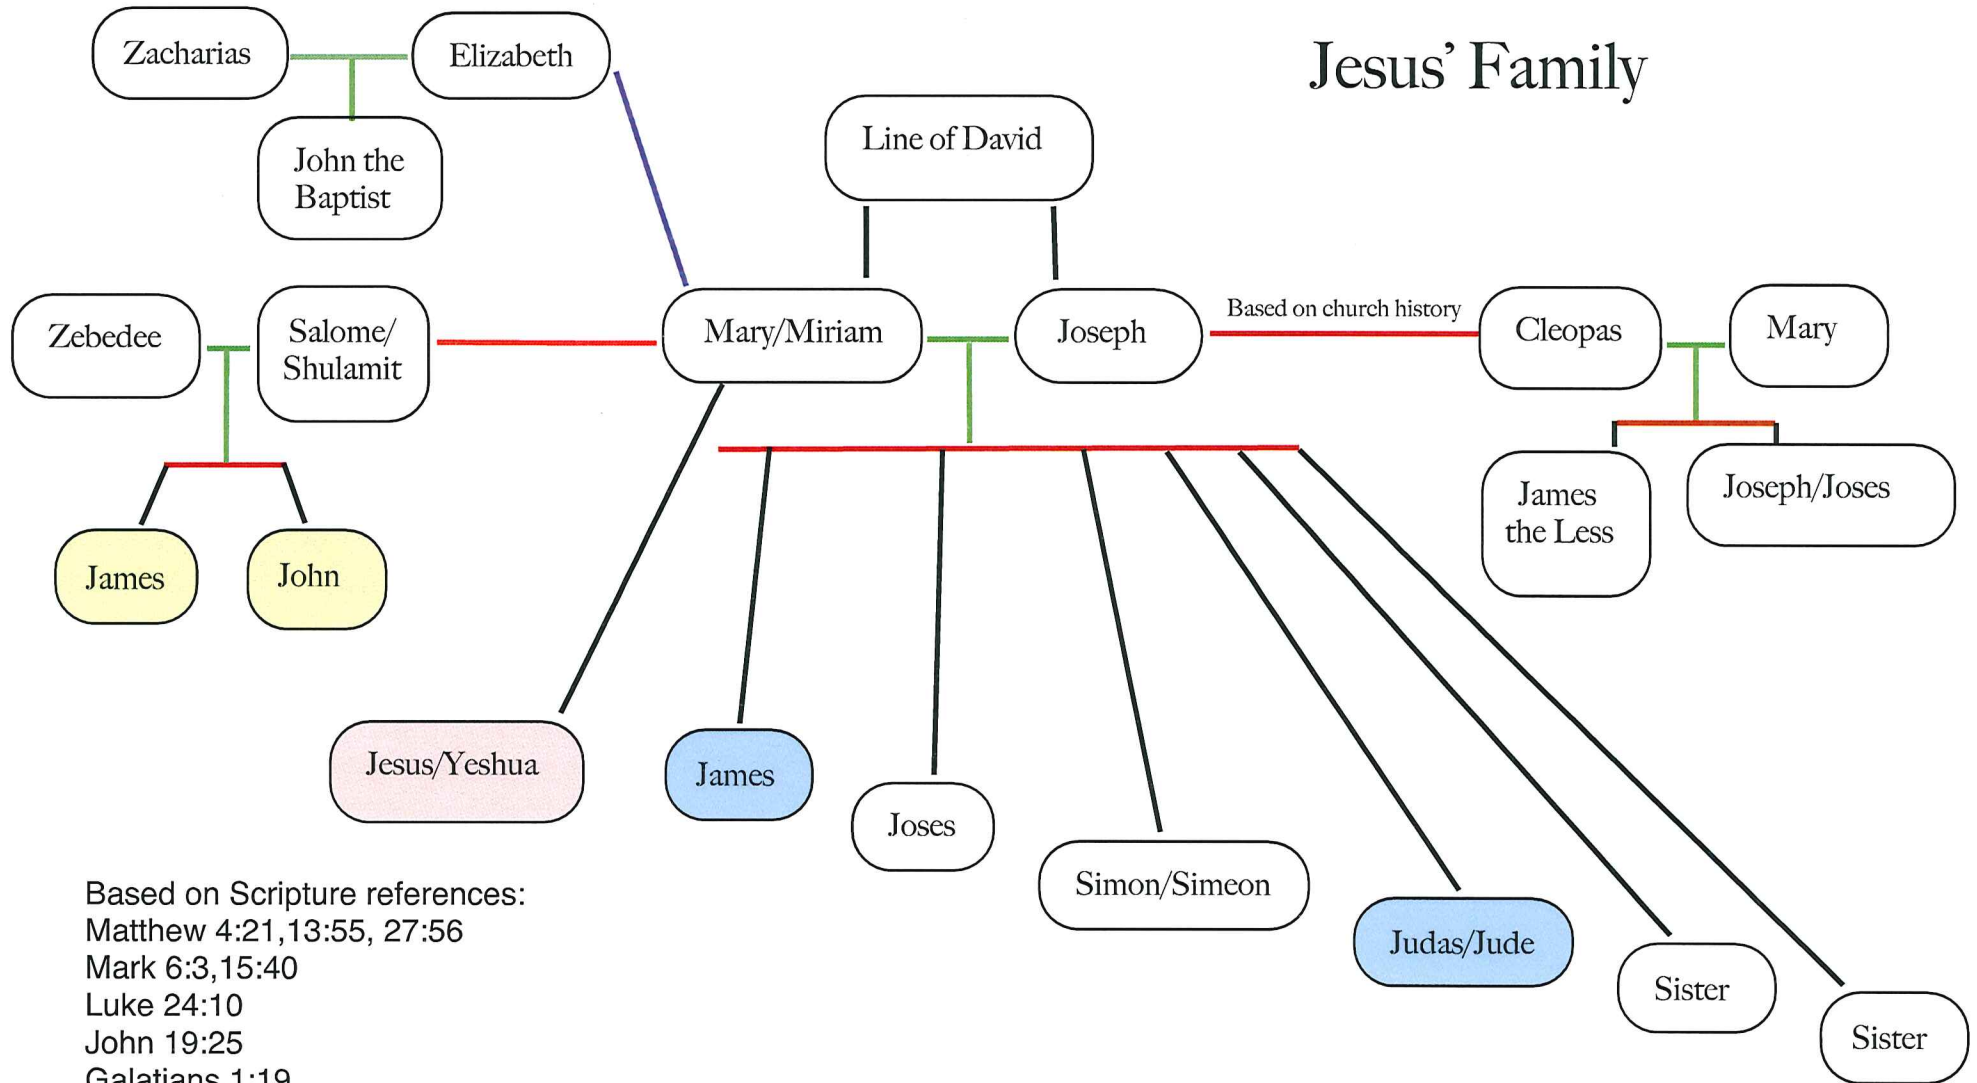 Jesus’ Family
Zacharias
Elizabeth
John the
Baptist
Line of David
Zebedee
Salome/
Shulamit
Mary/Miriam
Joseph
Based on church history
Cleopas
Mary
James
John
James
the Less
Joseph/Joses
Jesus/Yeshua
James
Joses
Simon/Simeon
Judas/Jude
Sister
Sister
Based on Scripture references:
Matthew 4:21,13:55, 27:56
Mark 6:3,15:40
Luke 24:10
John 19:25
Galatians 1:19